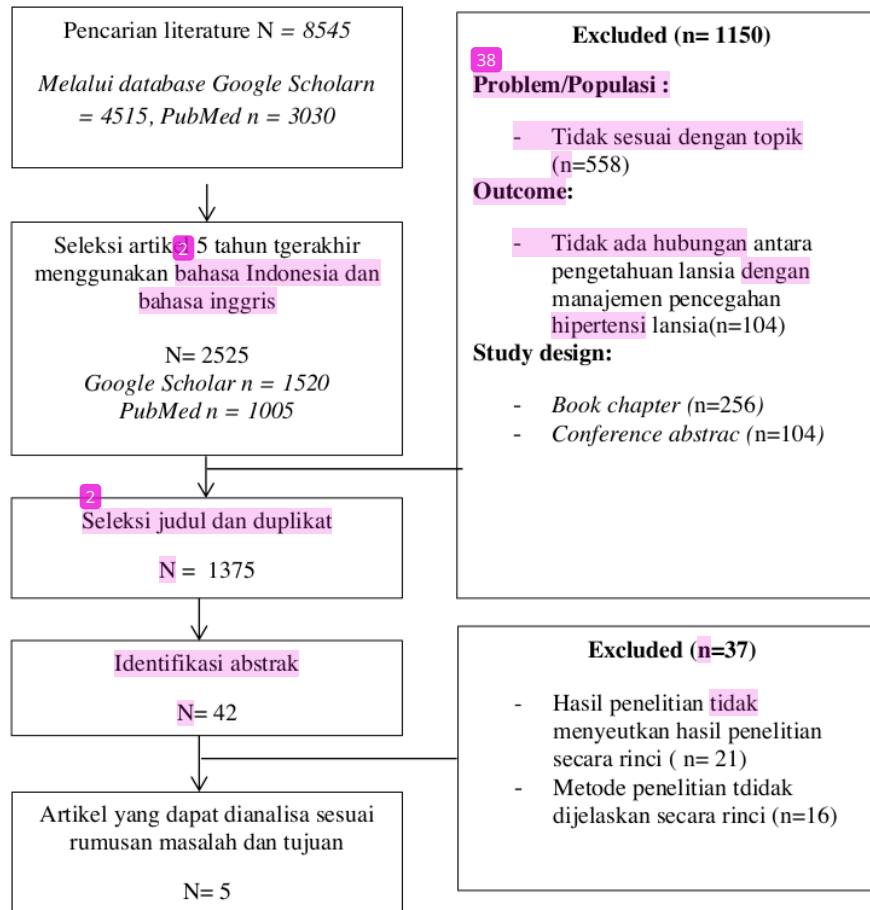 Pencarian literature N = 8545
Melalui database Google Scholarn
= 4515, PubMed n = 3030
Seleksi artikel 5 tahun tgerakhir
2
menggunakan bahasa Indonesia dan
bahasa inggris
N= 2525
Google Scholar n = 1520
PubMed n = 1005
2
Seleksi judul dan duplikat
N = 1375
Identifikasi abstrak
N= 42
Artikel yang dapat dianalisa sesuai
rumusan masalah dan tujuan
N= 5
Excluded (n= 1150)
38
Problem/Populasi :
- Tidak sesuai dengan topik
(n=558)
Outcome:
- Tidak ada hubungan antara
pengetahuan lansia dengan
manajemen pencegahan
hipertensi lansia(n=104)
Study design:
- Book chapter (n=256)
- Conference abstrac (n=104)
Excluded (n=37)
- Hasil penelitian tidak
menyeutkan hasil penelitian
secara rinci ( n= 21)
- Metode penelitian tdidak
dijelaskan secara rinci (n=16)